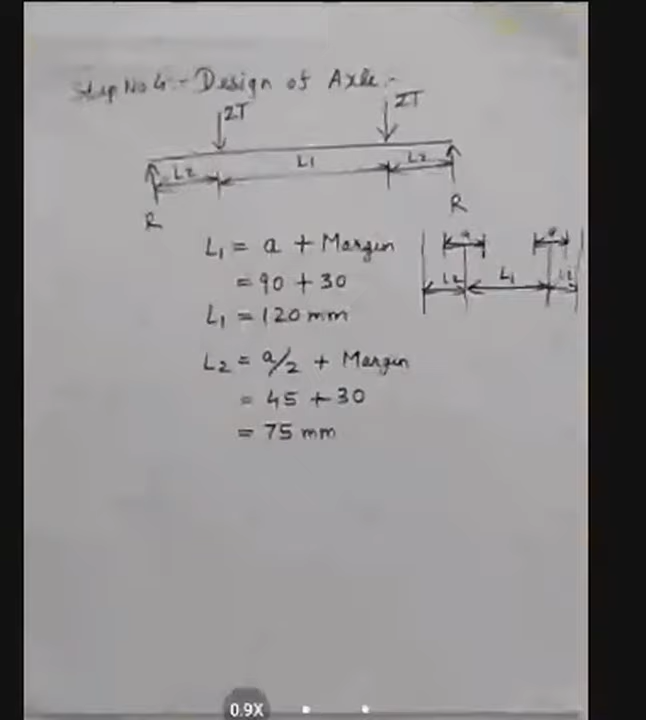 Step No 4:- Design of Axle:-
2T 2T
L2 L1 L2
R R
L1 = a + Margin
= 90 + 30
L1 = 120 mm
a a
L2 L1 L2
L2 = a/2 + Margin
= 45 + 30
= 75 mm
0.9X